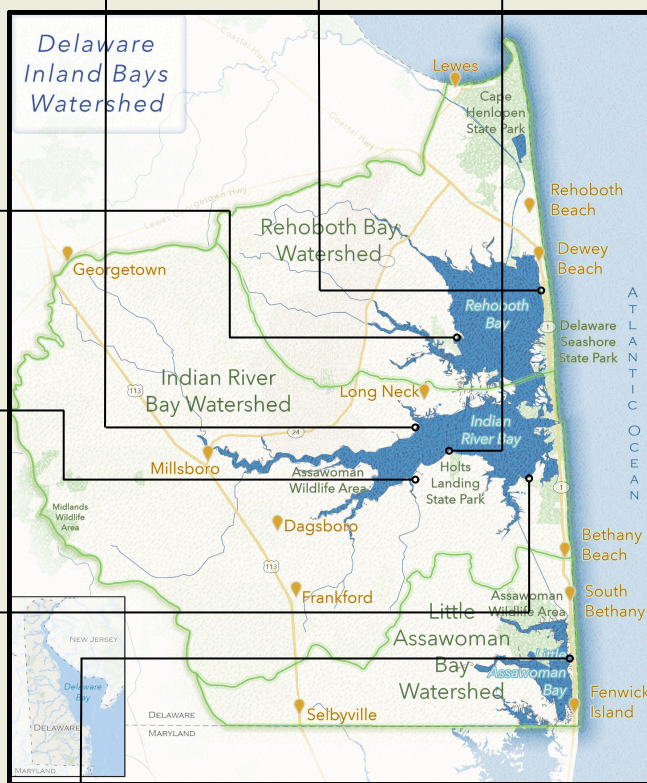 Delaware
Inland Bays
Watershed
Coastal Hwy
Lewes
Cape
Henlopen
State Park
Coastal Hwy
Lewes Georgetown Hwy
Rehoboth
Beach
Rehoboth Bay
Watershed
Georgetown
Dewey
Beach
Rehoboth
Bay
ATLANTIC OCEAN
1
Delaware
Seashore
State Park
Indian River
Bay Watershed
113
Long Neck
24
Indian
River Bay
Millsboro
Assawoman
Wildlife Area
Holts
Landing
State Park
1
Midlands
Wildlife
Area
Dagsboro
Bethany
Beach
113
Frankford
Assawoman
Wildlife Area
South
Bethany
Little
Assawoman
Bay
Watershed
Little
Assawoman
Bay
Fenwick
Island
Selbyville
NEW JERSEY
Delaware
Bay
DELAWARE
MARYLAND
DELAWARE
MARYLAND